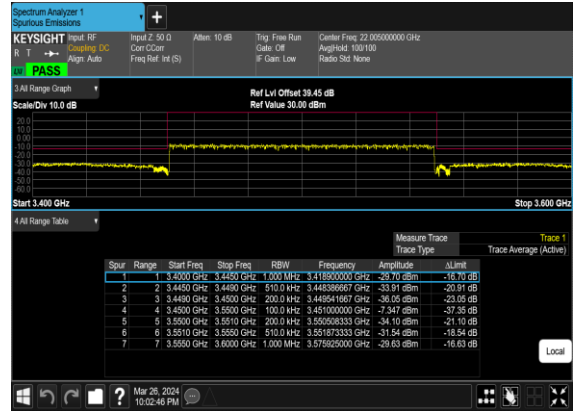 Spectrum Analyzer 1
Spurious Emissions
KEYSIGHT Input: RF Input Z: 50 Ω Atten: 10 dB Trig: Free Run Center Freq: 22.005000000 GHz
R T Coupling: DC Corr CCorr Gate: Off Avg|Hold: 100/100
Align: Auto Freq Ref: Int (S) IF Gain: Low Radio Std: None
PASS
3 All Range Graph
Ref Lvl Offset 39.45 dB
Scale/Div 10.0 dB Ref Value 30.00 dBm
20.0
10.0
0.00
-10.0
-20.0
-30.0
-40.0
-50.0
-60.0
Start 3.400 GHz Stop 3.600 GHz
4 All Range Table
Measure Trace Trace 1
Trace Type Trace Average (Active)
Spur Range Start Freq Stop Freq RBW Frequency Amplitude ΔLimit
1 1 3.4000 GHz 3.4450 GHz 1.000 MHz 3.418900000 GHz -29.70 dBm -16.70 dB
2 2 3.4450 GHz 3.4490 GHz 510.0 kHz 3.448386667 GHz -33.91 dBm -20.91 dB
3 3 3.4490 GHz 3.4500 GHz 200.0 kHz 3.449541667 GHz -36.05 dBm -23.05 dB
4 4 3.4500 GHz 3.5500 GHz 100.0 kHz 3.451000000 GHz -7.347 dBm -37.35 dB
5 5 3.5500 GHz 3.5510 GHz 200.0 kHz 3.550508333 GHz -34.10 dBm -21.10 dB
6 6 3.5510 GHz 3.5550 GHz 510.0 kHz 3.551873333 GHz -31.54 dBm -18.54 dB
7 7 3.5550 GHz 3.6000 GHz 1.000 MHz 3.575925000 GHz -29.63 dBm -16.63 dB
Local
Mar 26, 2024
10:02:46 PM